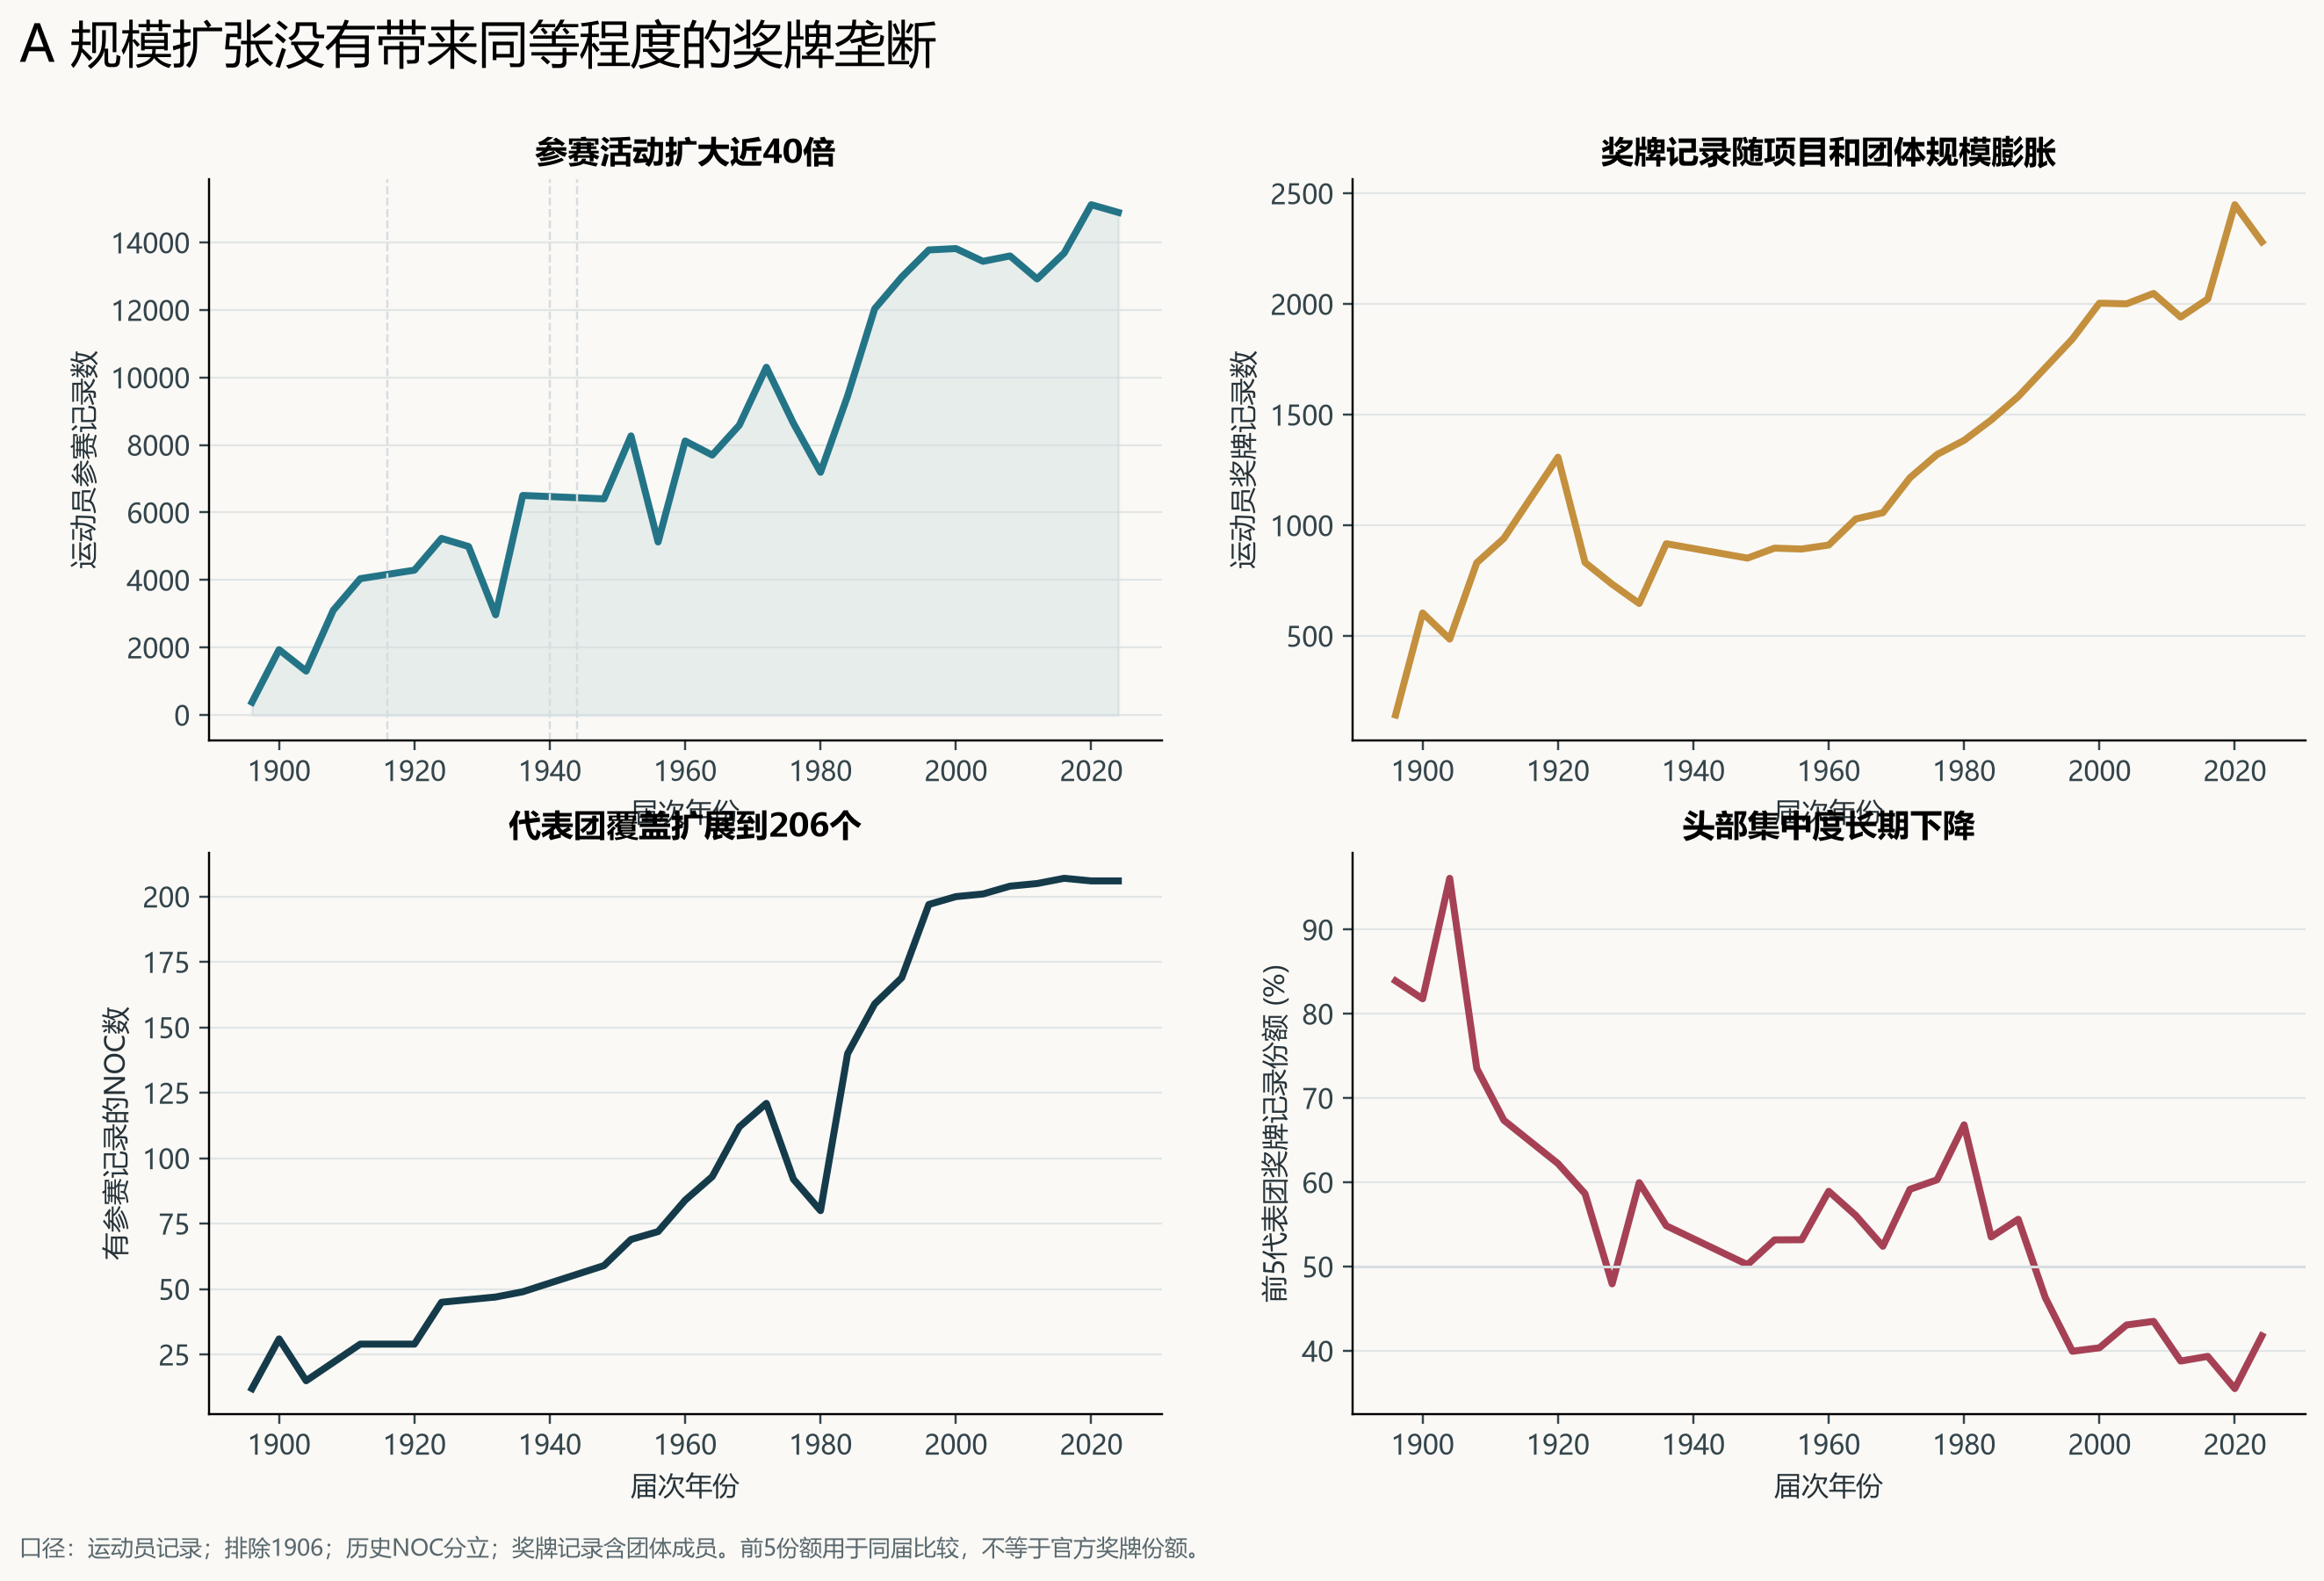 A 规模扩张没有带来同等程度的奖牌垄断
参赛活动扩大近40倍
运动员参赛记录数
14000
12000
10000
8000
6000
4000
2000
0
1900 1920 1940 1960 1980 2000 2020
届次年份
奖牌记录随项目和团体规模膨胀
运动员奖牌记录数
2500
2000
1500
1000
500
1900 1920 1940 1960 1980 2000 2020
届次年份
代表团覆盖扩展到206个
有参赛记录的NOC数
200
175
150
125
100
75
50
25
1900 1920 1940 1960 1980 2000 2020
届次年份
头部集中度长期下降
前5代表团奖牌记录份额 (%)
90
80
70
60
50
40
1900 1920 1940 1960 1980 2000 2020
届次年份
口径：运动员记录；排除1906；历史NOC分立；奖牌记录含团体成员。前5份额用于同届比较，不等于官方奖牌份额。